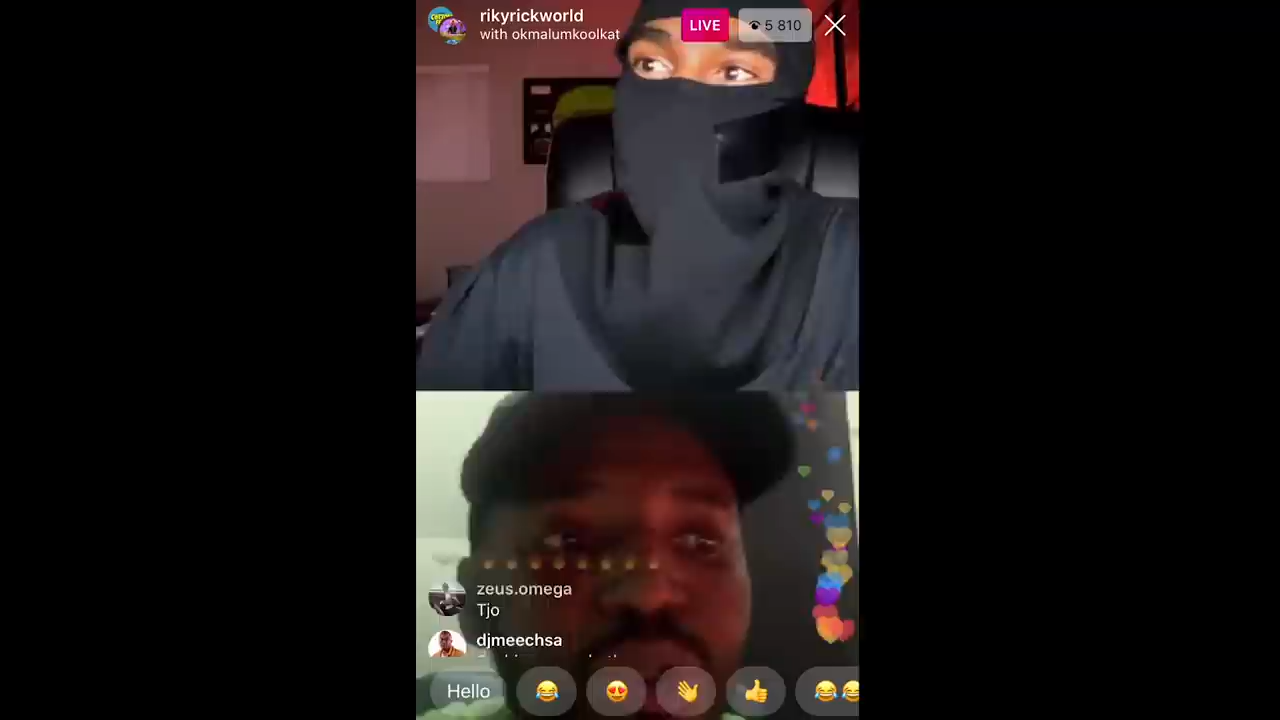 rikyrickworld
with okmalumkoolkat
LIVE
5 810
zeus.omega
Tjo
djmeechsa
Hello